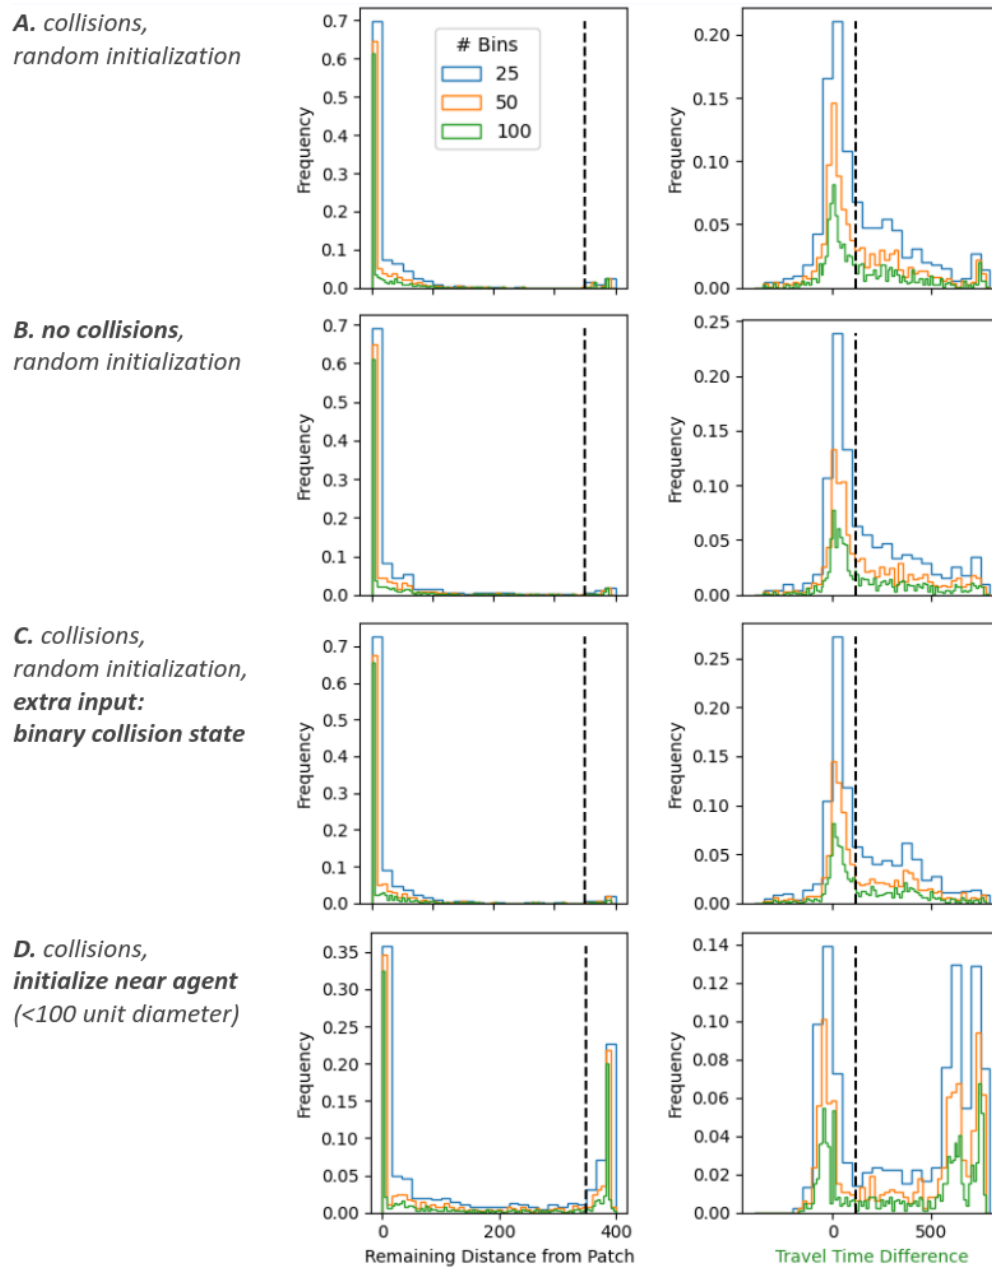 A. collisions,
random initialization
Frequency
0.7
0.6
0.5
0.4
0.3
0.2
0.1
0.0
# Bins
25
50
100
Frequency
0.20
0.15
0.10
0.05
0.00
B. no collisions,
random initialization
Frequency
0.7
0.6
0.5
0.4
0.3
0.2
0.1
0.0
Frequency
0.25
0.20
0.15
0.10
0.05
0.00
C. collisions,
random initialization,
extra input:
binary collision state
Frequency
0.7
0.6
0.5
0.4
0.3
0.2
0.1
0.0
Frequency
0.25
0.20
0.15
0.10
0.05
0.00
D. collisions,
initialize near agent
(<100 unit diameter)
Frequency
0.35
0.30
0.25
0.20
0.15
0.10
0.05
0.00
0 200 400
Remaining Distance from Patch
Frequency
0.14
0.12
0.10
0.08
0.06
0.04
0.02
0.00
0 500
Travel Time Difference